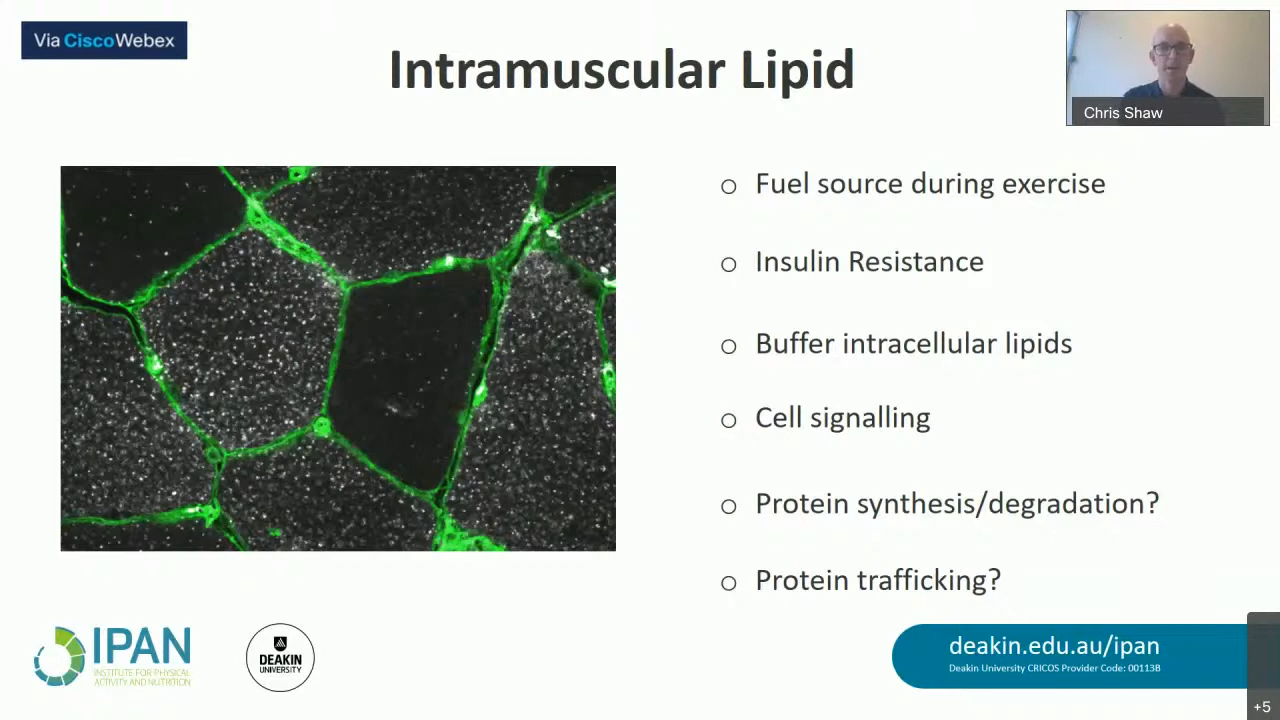 Via Cisco Webex
Intramuscular Lipid
Chris Shaw
Fuel source during exercise
Insulin Resistance
Buffer intracellular lipids
Cell signalling
Protein synthesis/degradation?
Protein trafficking?
IPAN
INSTITUTE FOR PHYSICAL
ACTIVITY AND NUTRITION
DEAKIN
UNIVERSITY
deakin.edu.au/ipan
Deakin University CRICOS Provider Code: 00113B
+5